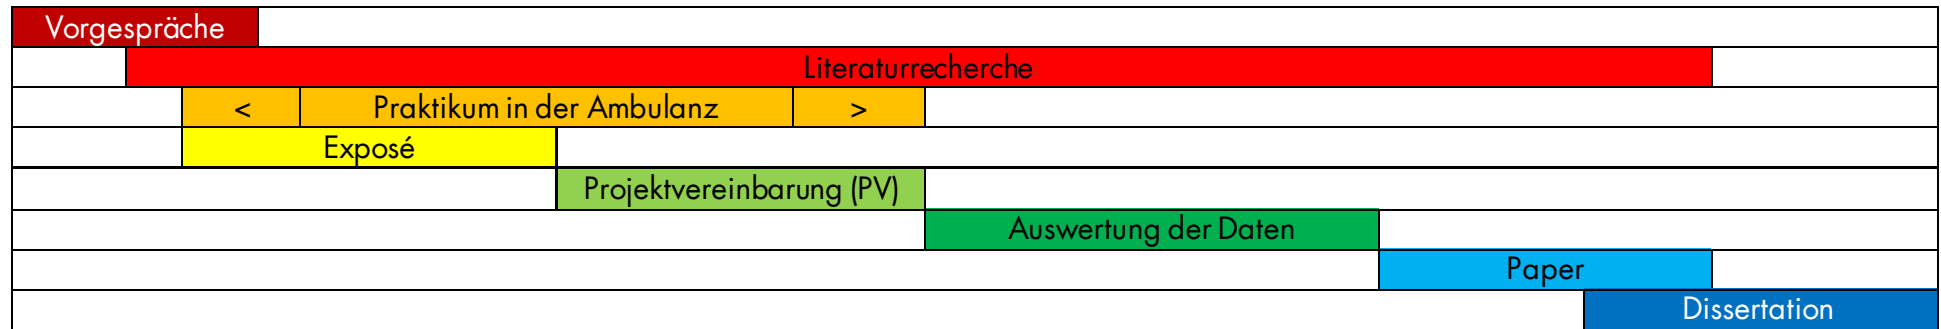 Vorgespräche
Literaturrecherche
< Praktikum in der Ambulanz >
Exposé
Projektvereinbarung (PV)
Auswertung der Daten
Paper
Dissertation